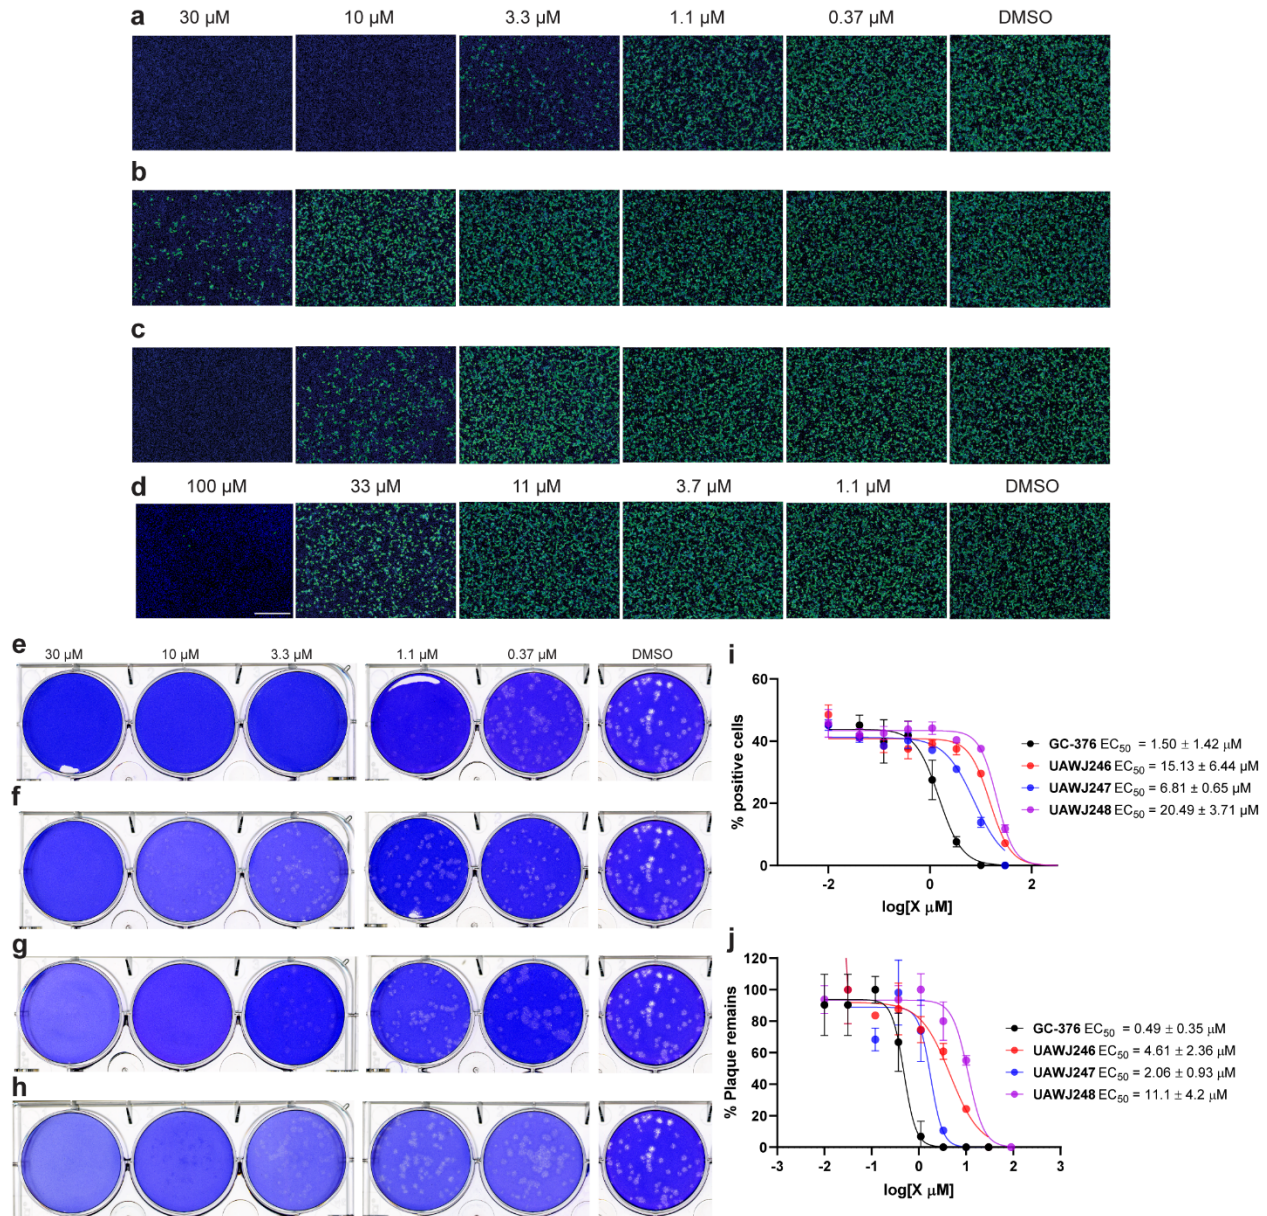 a 30 µM 10 µM 3.3 µM 1.1 µM 0.37 µM DMSO
b
c
d 100 µM 33 µM 11 µM 3.7 µM 1.1 µM DMSO
e 30 µM 10 µM 3.3 µM 1.1 µM 0.37 µM DMSO
f
g
h
i
60
40
20
0
% positive cells
-2 0 2
log[X µM]
GC-376 EC50 = 1.50 ± 1.42 µM
UAWJ246 EC50 = 15.13 ± 6.44 µM
UAWJ247 EC50 = 6.81 ± 0.65 µM
UAWJ248 EC50 = 20.49 ± 3.71 µM
j
120
100
80
60
40
20
0
% Plaque remains
-3 -2 -1 0 1 2 3
log[X µM]
GC-376 EC50 = 0.49 ± 0.35 µM
UAWJ246 EC50 = 4.61 ± 2.36 µM
UAWJ247 EC50 = 2.06 ± 0.93 µM
UAWJ248 EC50 = 11.1 ± 4.2 µM